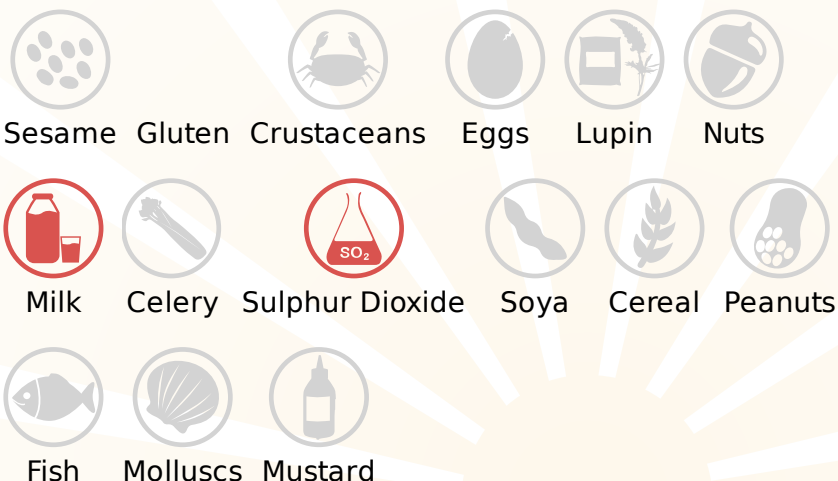 Sesame Gluten Crustaceans Eggs Lupin Nuts
SO₂
Milk Celery Sulphur Dioxide Soya Cereal Peanuts
Fish Molluscs Mustard